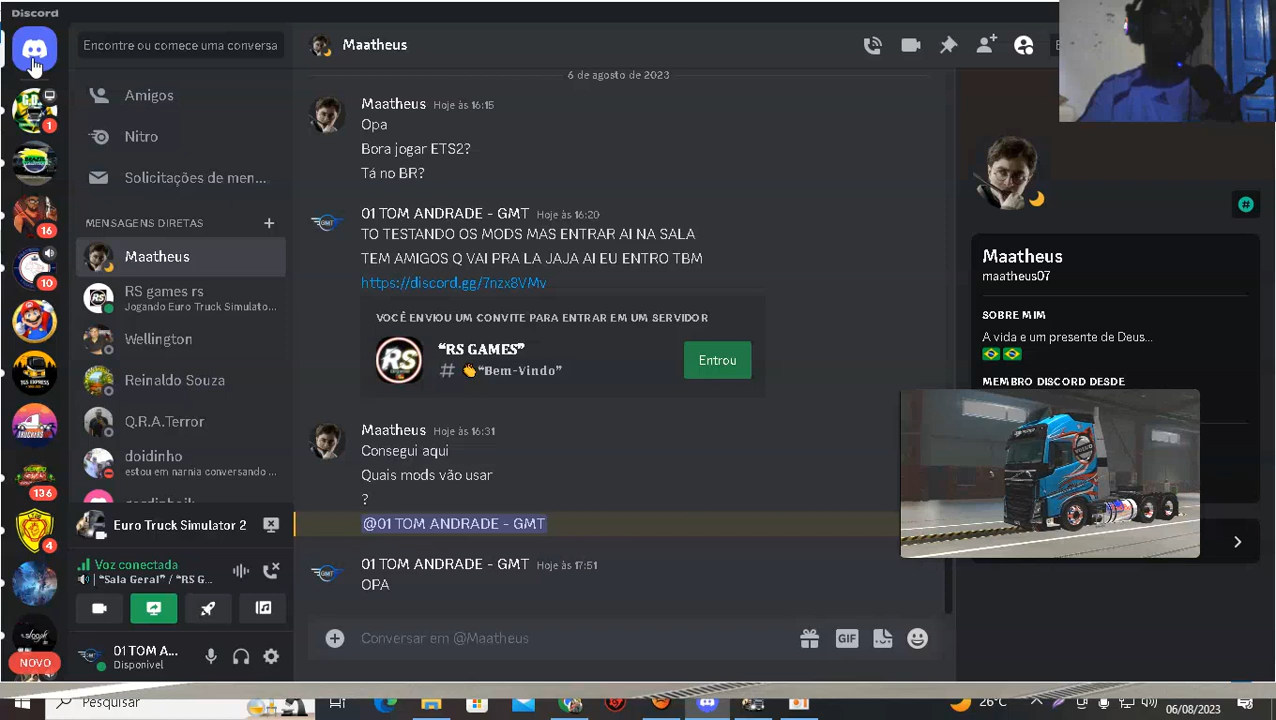 Discord
Encontre ou comece uma conversa
Amigos
Nitro
Solicitações de men...
MENSAGENS DIRETAS
Maatheus
RS games rs
Jogando Euro Truck Simulato...
Wellington
Reinaldo Souza
Q.R.A.Terror
doidinho
estou em narnia conversando ...
Euro Truck Simulator 2
Voz conectada
"Sala Geral" / "RS G...
01 TOM A...
Disponível
1
16
10
136
4
NOVO
Maatheus
6 de agosto de 2023
Maatheus Hoje às 16:15
Opa
Bora jogar ETS2?
Tá no BR?
01 TOM ANDRADE - GMT Hoje às 16:20
TO TESTANDO OS MODS MAS ENTRAR AI NA SALA
TEM AMIGOS Q VAI PRA LA JAJA AI EU ENTRO TBM
https://discord.gg/7nzx8VMv
VOCÊ ENVIOU UM CONVITE PARA ENTRAR EM UM SERVIDOR
RS
"RS GAMES"
"Bem-Vindo"
Entrou
Maatheus Hoje às 16:31
Consegui aqui
Quais mods vão usar
?
@01 TOM ANDRADE - GMT
01 TOM ANDRADE - GMT Hoje às 17:51
OPA
Conversar em @Maatheus
GIF
Maatheus
maatheus07
SOBRE MIM
A vida e um presente de Deus...
MEMBRO DISCORD DESDE
Pesquisar
26°C
06/08/2023